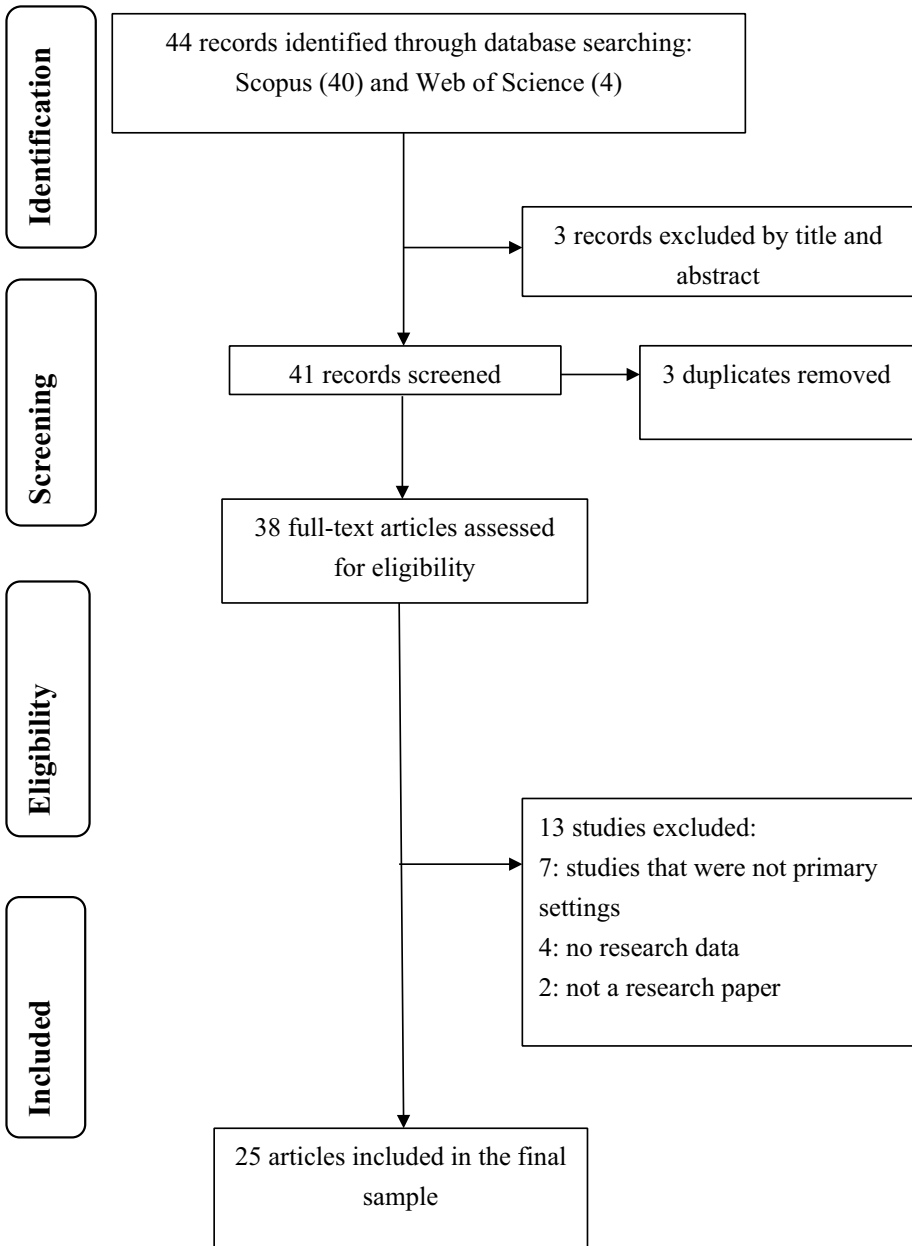 Identification
44 records identified through database searching:
Scopus (40) and Web of Science (4)
3 records excluded by title and
abstract
Screening
41 records screened
3 duplicates removed
38 full-text articles assessed
for eligibility
Eligibility
13 studies excluded:
7: studies that were not primary
settings
4: no research data
2: not a research paper
Included
25 articles included in the final
sample